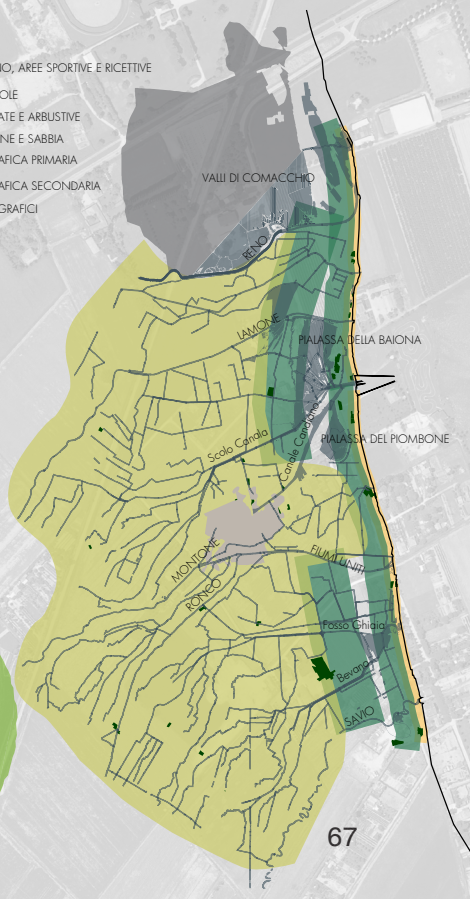 NO, AREE SPORTIVE E RICETTIVE
OLE
ATE E ARBUSTIVE
NE E SABBIA
AFICA PRIMARIA
AFICA SECONDARIA
GRAFICI
VALLI DI COMACCHIO
RENO
LAMONE
PIALASSA DELLA BAIONA
Scolo Canala
Canale Candiano
PIALASSA DEL PIOMBONE
MONTONE
FIUMI UNITI
RONCO
Fosso Ghiaia
Bevano
SAVIO
67